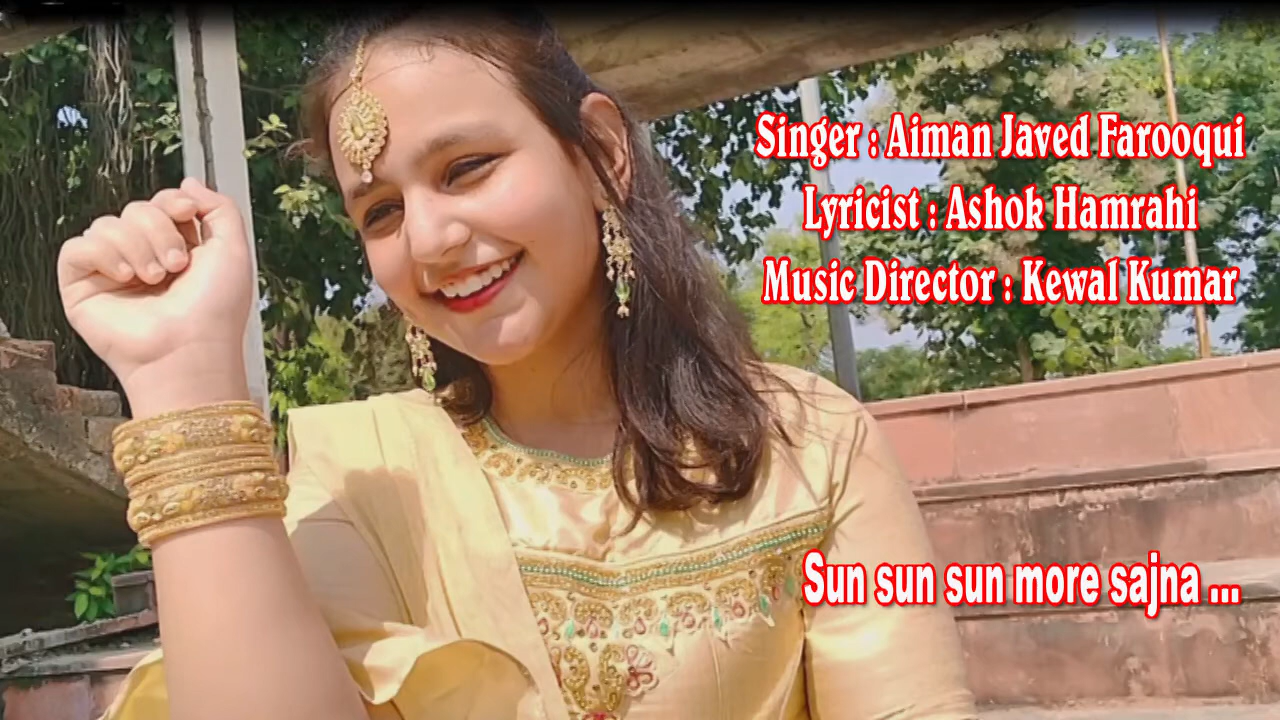 Singer : Aiman Javed Farooqui
Lyricist : Ashok Hamrahi
Music Director : Kewal Kumar
Sun sun sun more sajna ...